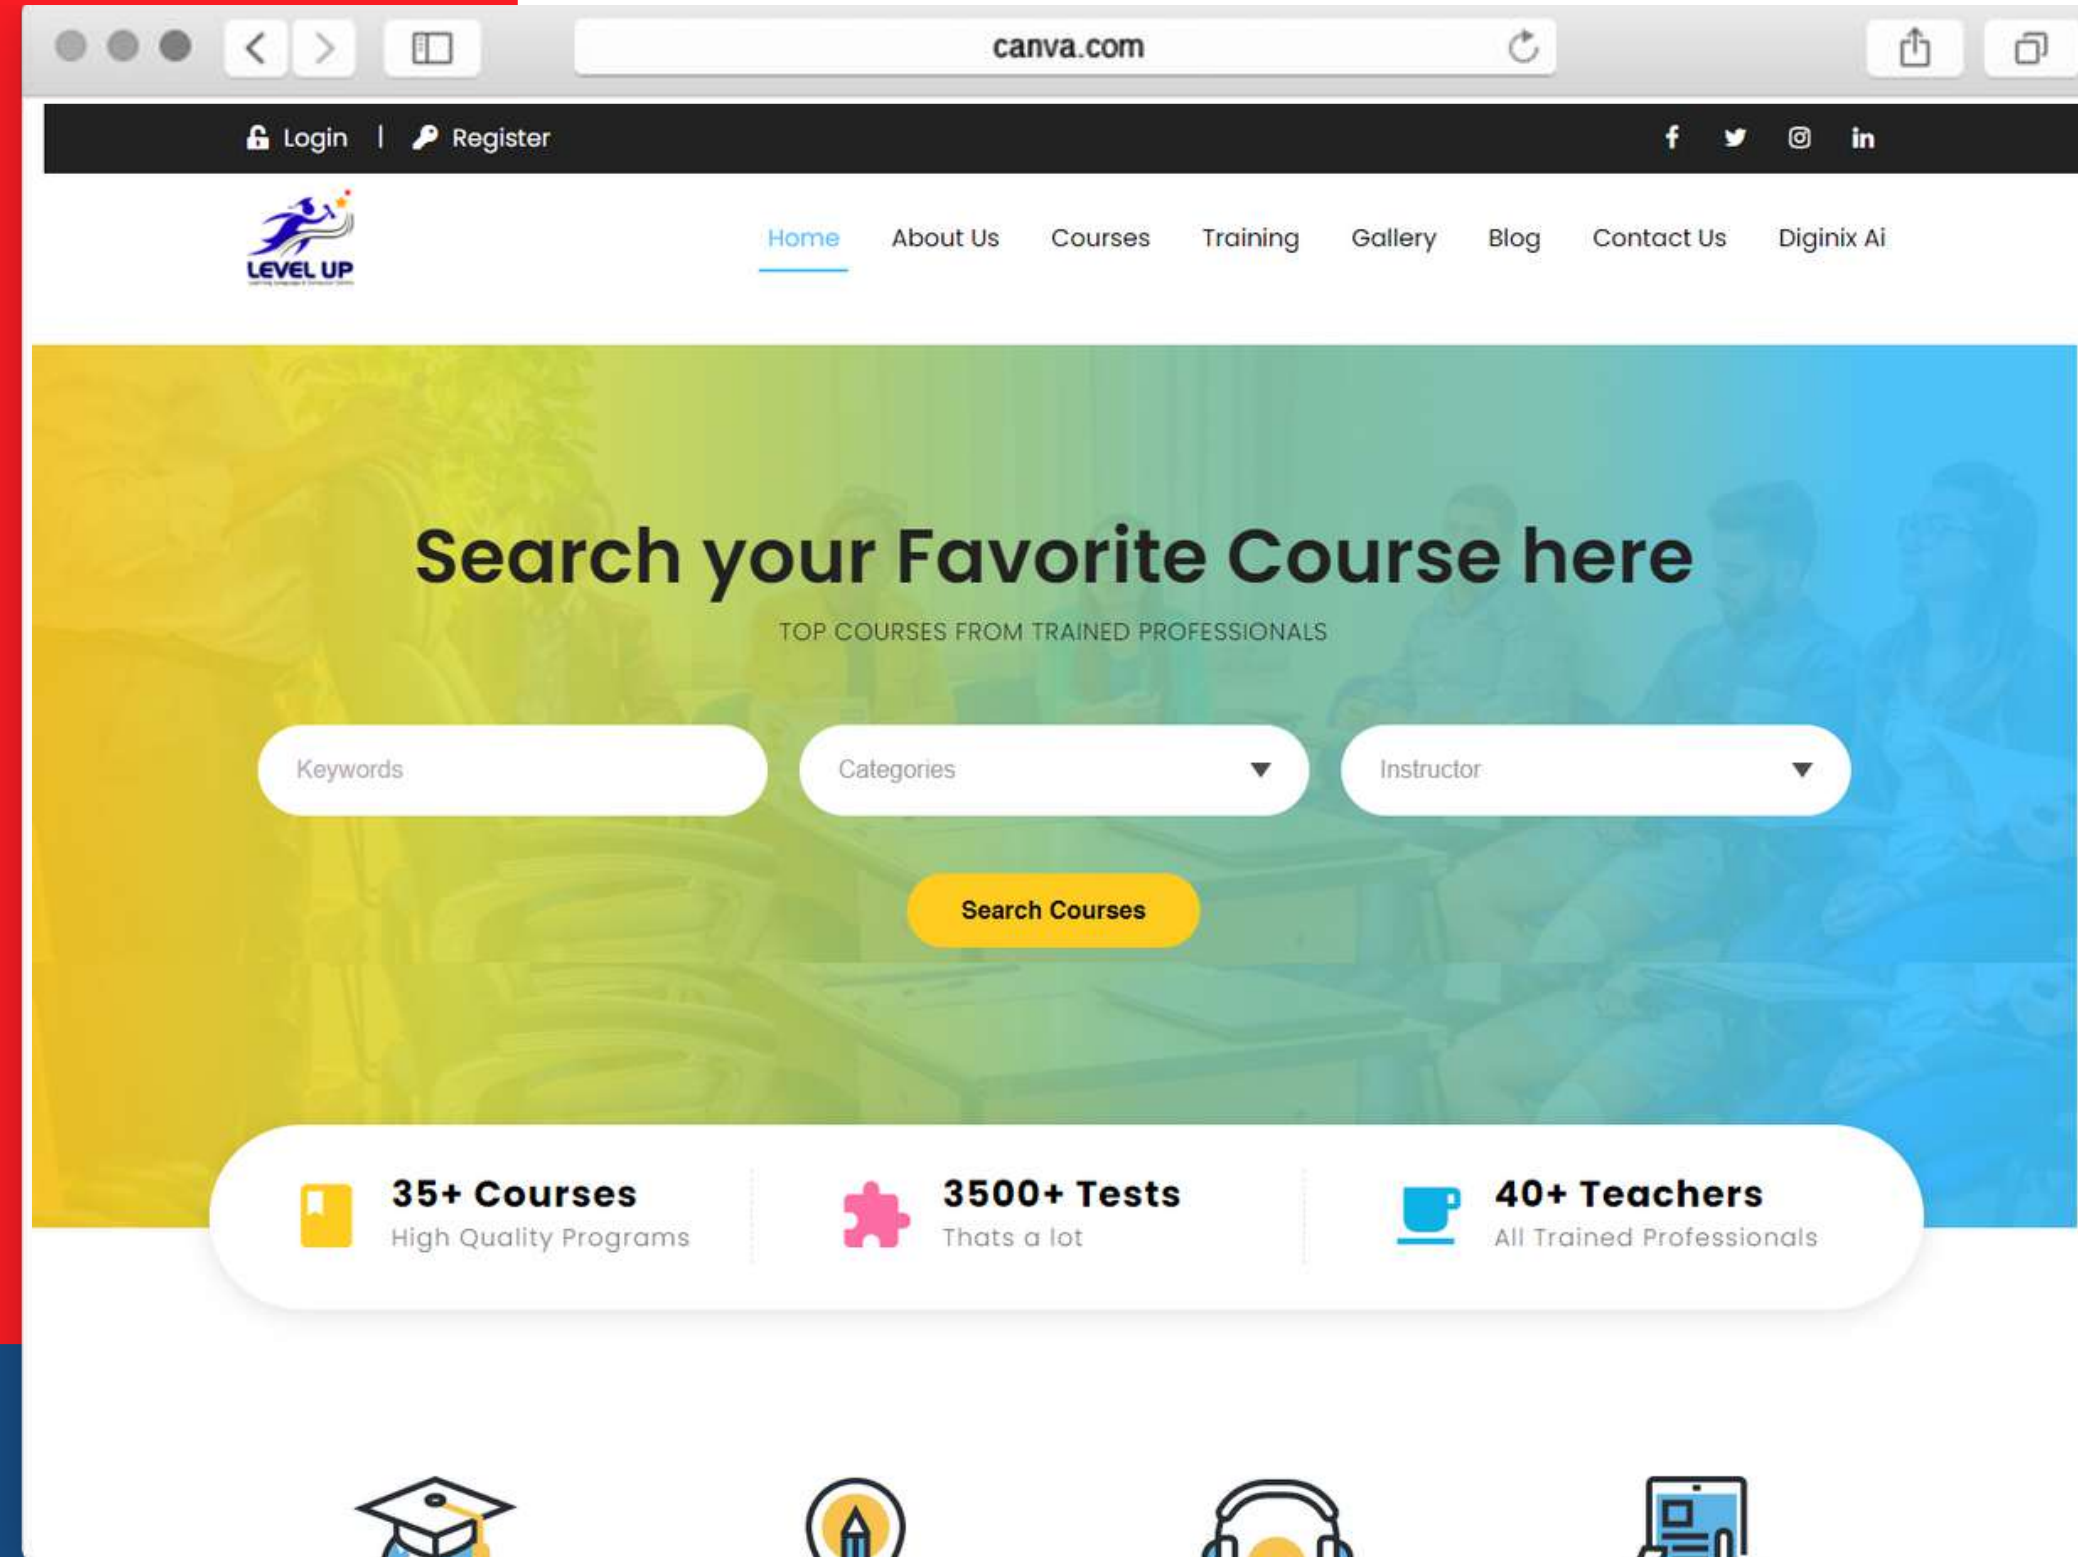 canva.com
Login | Register
LEVEL UP
Home About Us Courses Training Gallery Blog Contact Us Diginix Ai
Search your Favorite Course here
TOP COURSES FROM TRAINED PROFESSIONALS
Keywords Categories Instructor
Search Courses
35+ Courses 3500+ Tests 40+ Teachers
High Quality Programs Thats a lot All Trained Professionals